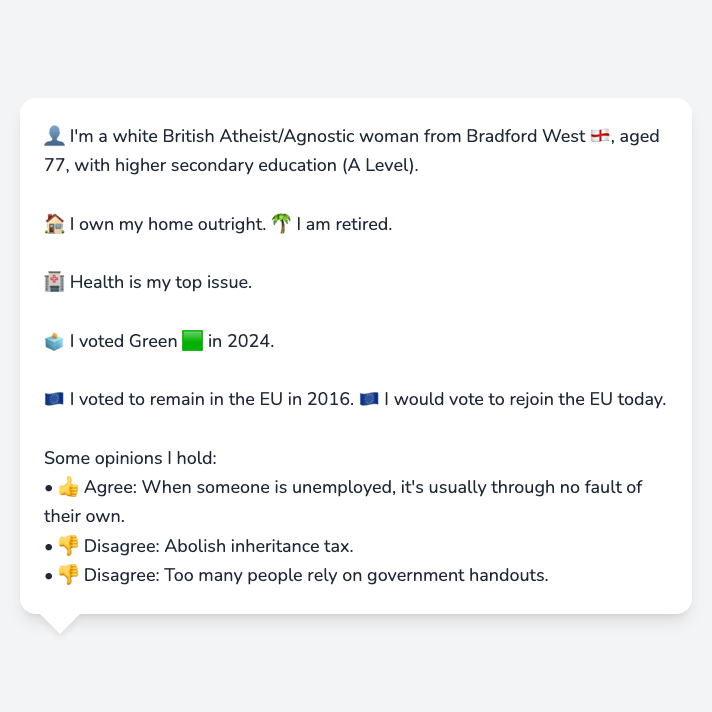 👤 I'm a white British Atheist/Agnostic woman from Bradford West 🏴󠁧󠁢󠁥󠁮󠁧󠁿, aged
77, with higher secondary education (A Level).
🏠 I own my home outright. 🌴 I am retired.
🏥 Health is my top issue.
🗳️ I voted Green 🟩 in 2024.
🇪🇺 I voted to remain in the EU in 2016. 🇪🇺 I would vote to rejoin the EU today.
Some opinions I hold:
• 👍 Agree: When someone is unemployed, it's usually through no fault of
their own.
• 👎 Disagree: Abolish inheritance tax.
• 👎 Disagree: Too many people rely on government handouts.